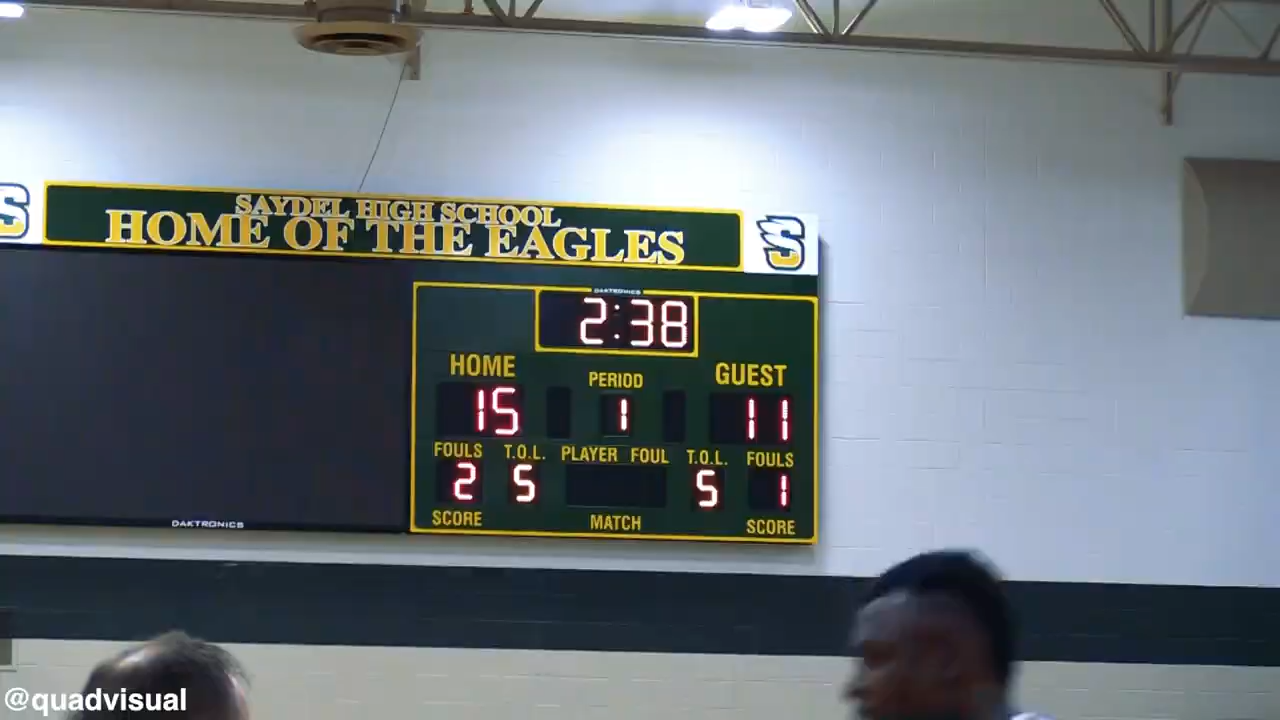 S
SAYDEL HIGH SCHOOL
HOME OF THE EAGLES
S
DAKTRONICS
2:38
HOME
PERIOD
GUEST
15
1
11
FOULS
T.O.L.
PLAYER FOUL
T.O.L.
FOULS
2
5
5
1
SCORE
MATCH
SCORE
DAKTRONICS
@quadvisual